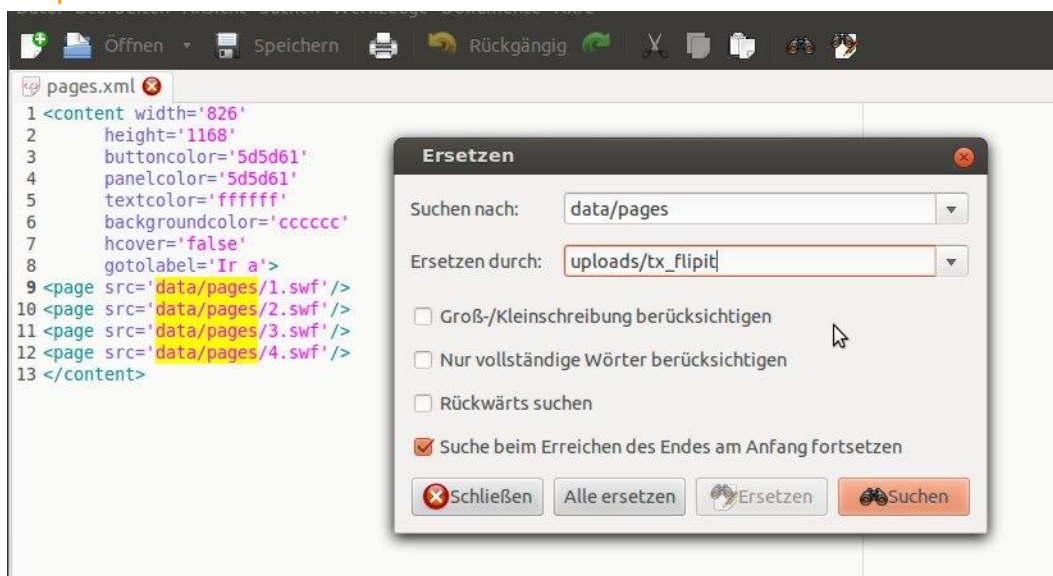 Öffnen Speichern Rückgängig
pages.xml
1 <content width='826'
2 height='1168'
3 buttoncolor='5d5d61'
4 panelcolor='5d5d61'
5 textcolor='ffffff'
6 backgroundcolor='cccccc'
7 hcover='false'
8 gotolabel='Ir a'>
9 <page src='data/pages/1.swf'/>
10 <page src='data/pages/2.swf'/>
11 <page src='data/pages/3.swf'/>
12 <page src='data/pages/4.swf'/>
13 </content>
Ersetzen
Suchen nach: data/pages
Ersetzen durch: uploads/tx_flipit
Groß-/Kleinschreibung berücksichtigen
Nur vollständige Wörter berücksichtigen
Rückwärts suchen
Suche beim Erreichen des Endes am Anfang fortsetzen
Schließen Alle ersetzen Ersetzen Suchen